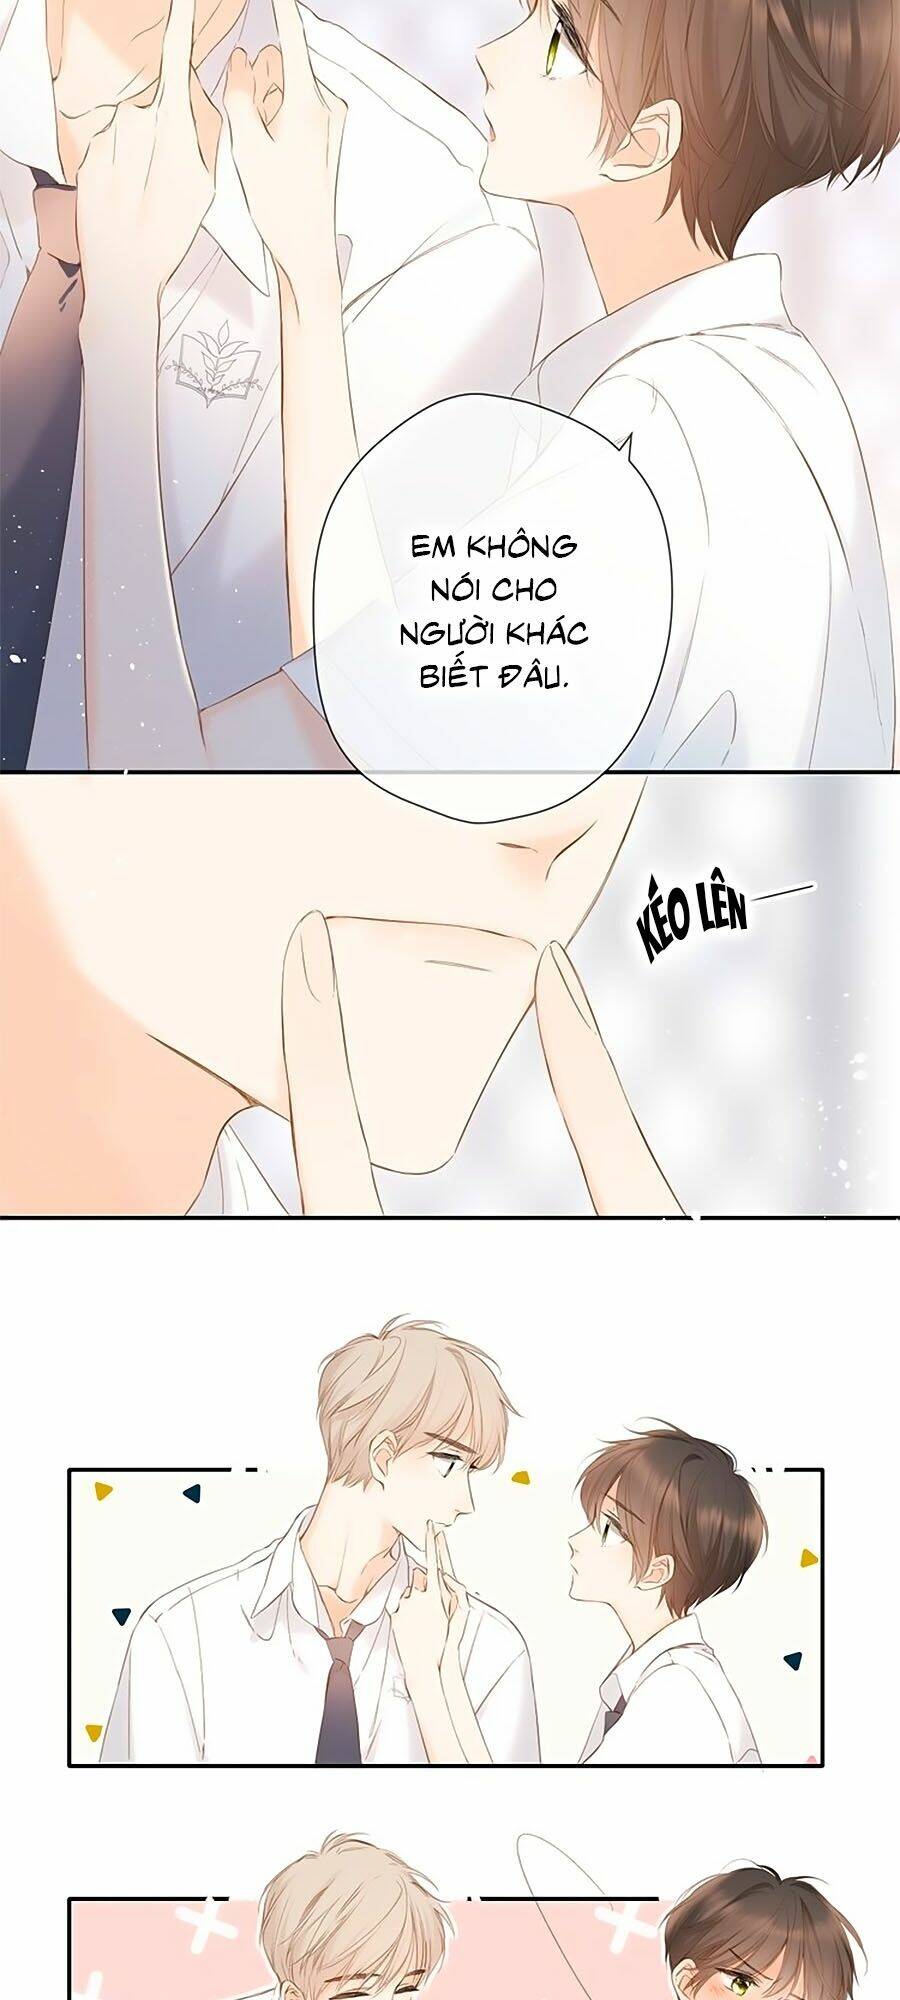 EM KHÔNG
NÓI CHO
NGƯỜI KHÁC
BIẾT ĐÂU.
KÉO LÊN